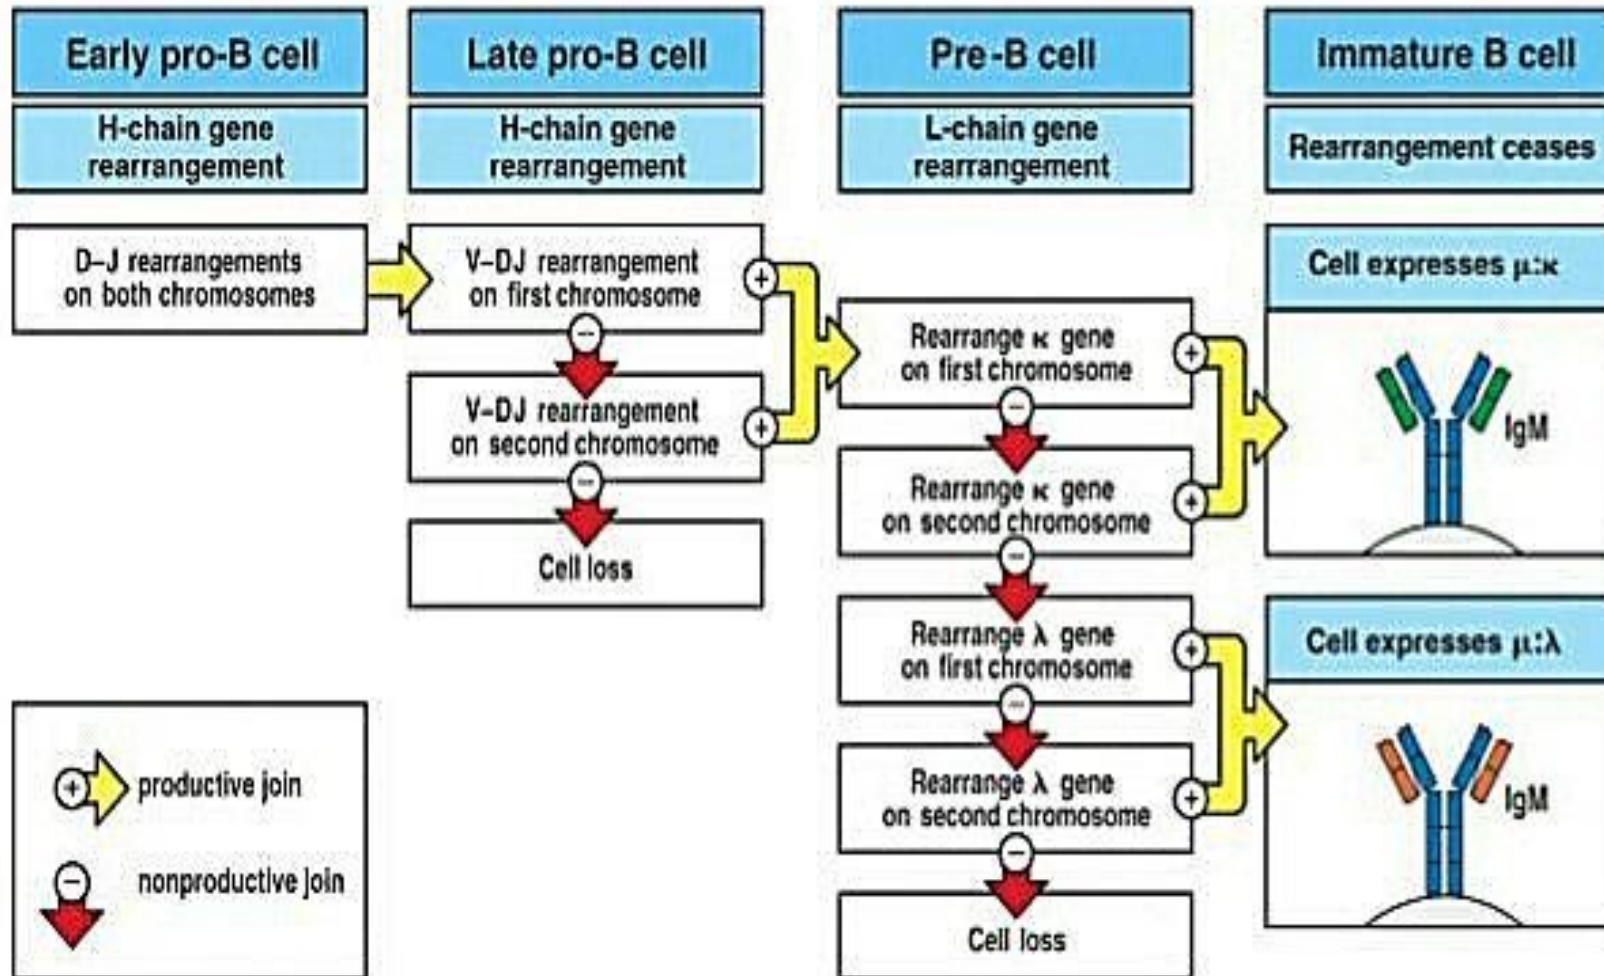 Early pro-B cell
H-chain gene
rearrangement
D–J rearrangements
on both chromosomes
Late pro-B cell
H-chain gene
rearrangement
V–DJ rearrangement
on first chromosome
+
−
V–DJ rearrangement
on second chromosome
+
−
Cell loss
Pre-B cell
L-chain gene
rearrangement
Rearrange κ gene
on first chromosome
+
−
Rearrange κ gene
on second chromosome
+
−
Rearrange λ gene
on first chromosome
+
−
Rearrange λ gene
on second chromosome
+
−
Cell loss
Immature B cell
Rearrangement ceases
Cell expresses μ:κ
IgM
Cell expresses μ:λ
IgM
+ productive join
− nonproductive join